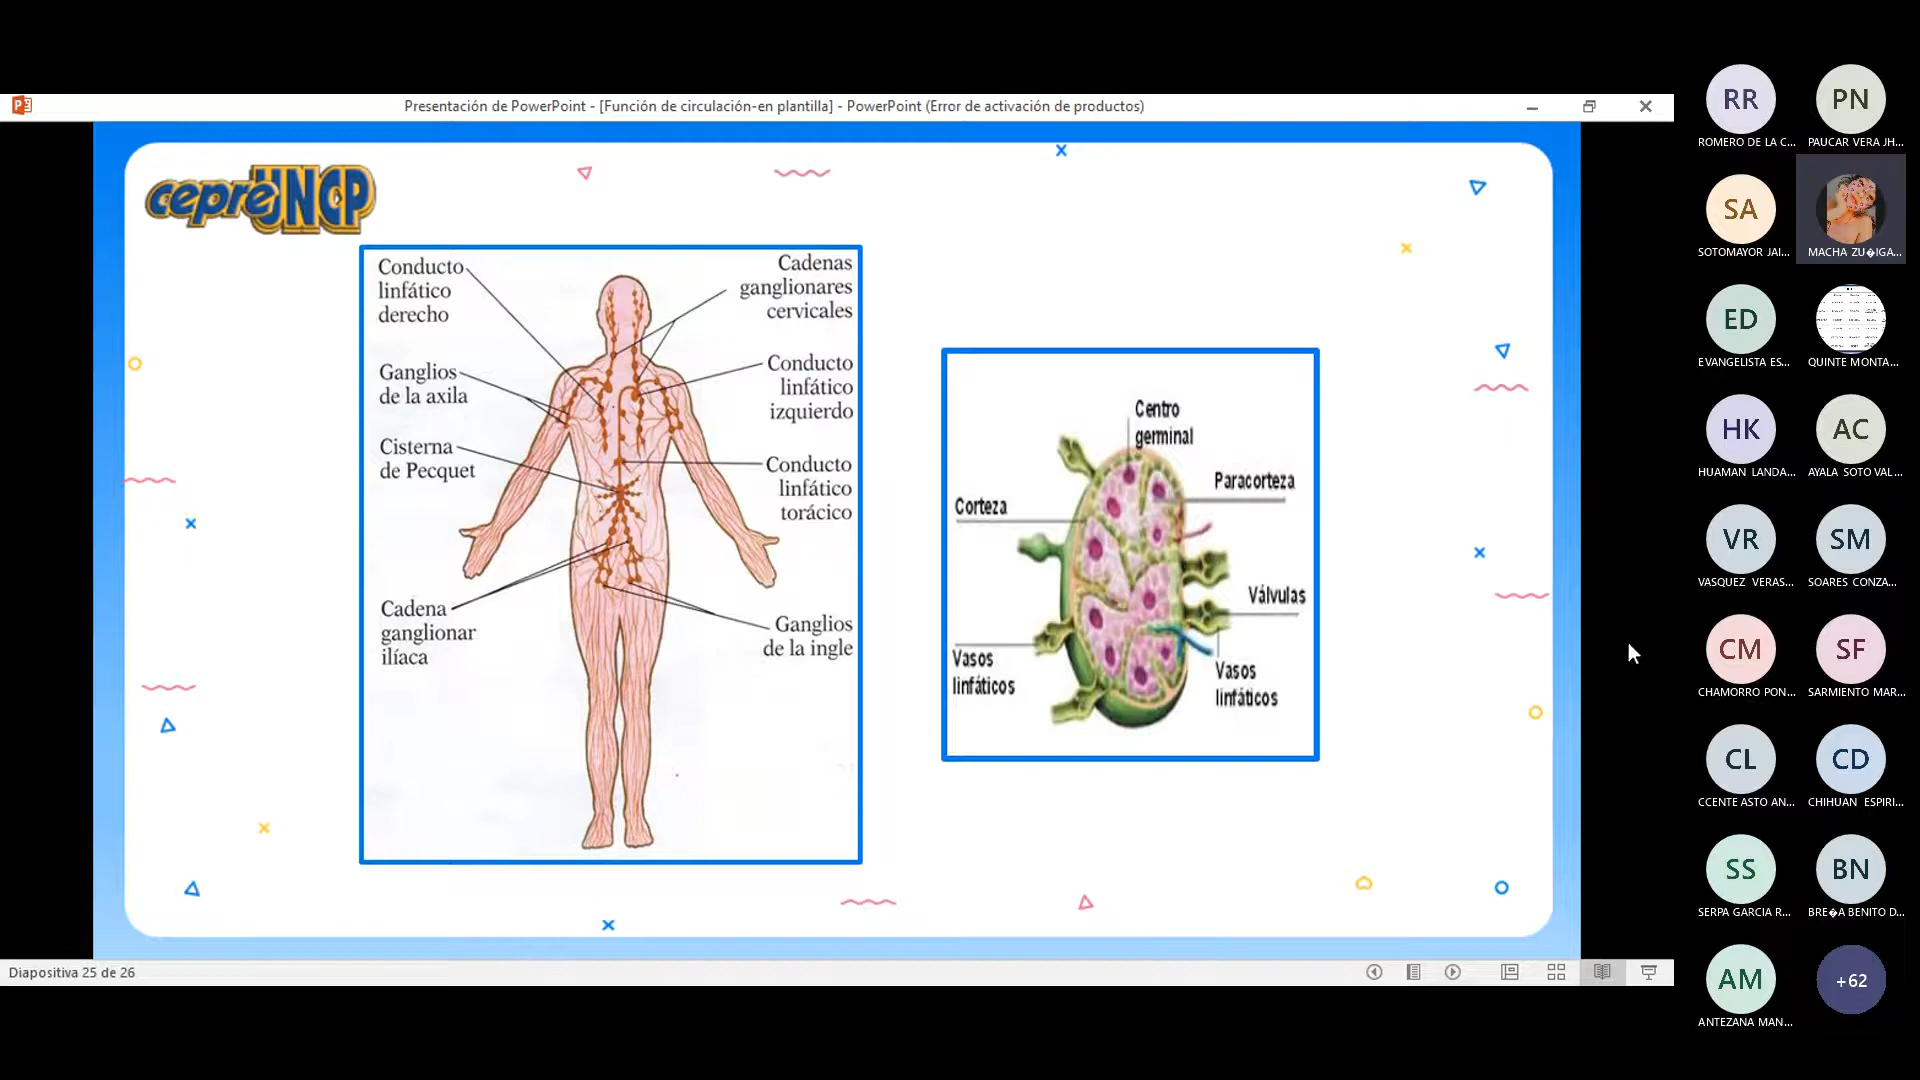 Presentación de PowerPoint - [Función de circulación-en plantilla] - PowerPoint (Error de activación de productos)
cepreUNCP
Conducto
linfático
derecho
Ganglios
de la axila
Cisterna
de Pecquet
Cadena
ganglionar
ilíaca
Cadenas
ganglionares
cervicales
Conducto
linfático
izquierdo
Conducto
linfático
torácico
Ganglios
de la ingle
Centro
germinal
Paracorteza
Corteza
Válvulas
Vasos
linfáticos
Vasos
linfáticos
Diapositiva 25 de 26
RR
ROMERO DE LA C...
PN
PAUCAR VERA JH...
SA
SOTOMAYOR JAI...
MACHA ZU�IGA...
ED
EVANGELISTA ES...
QUINTE MONTA...
HK
HUAMAN LANDA...
AC
AYALA SOTO VAL...
VR
VASQUEZ VERAS...
SM
SOARES CONZA...
CM
CHAMORRO PON...
SF
SARMIENTO MAR...
CL
CCENTE ASTO AN...
CD
CHIHUAN ESPIRI...
SS
SERPA GARCIA R...
BN
BRE�A BENITO D...
AM
ANTEZANA MAN...
+62